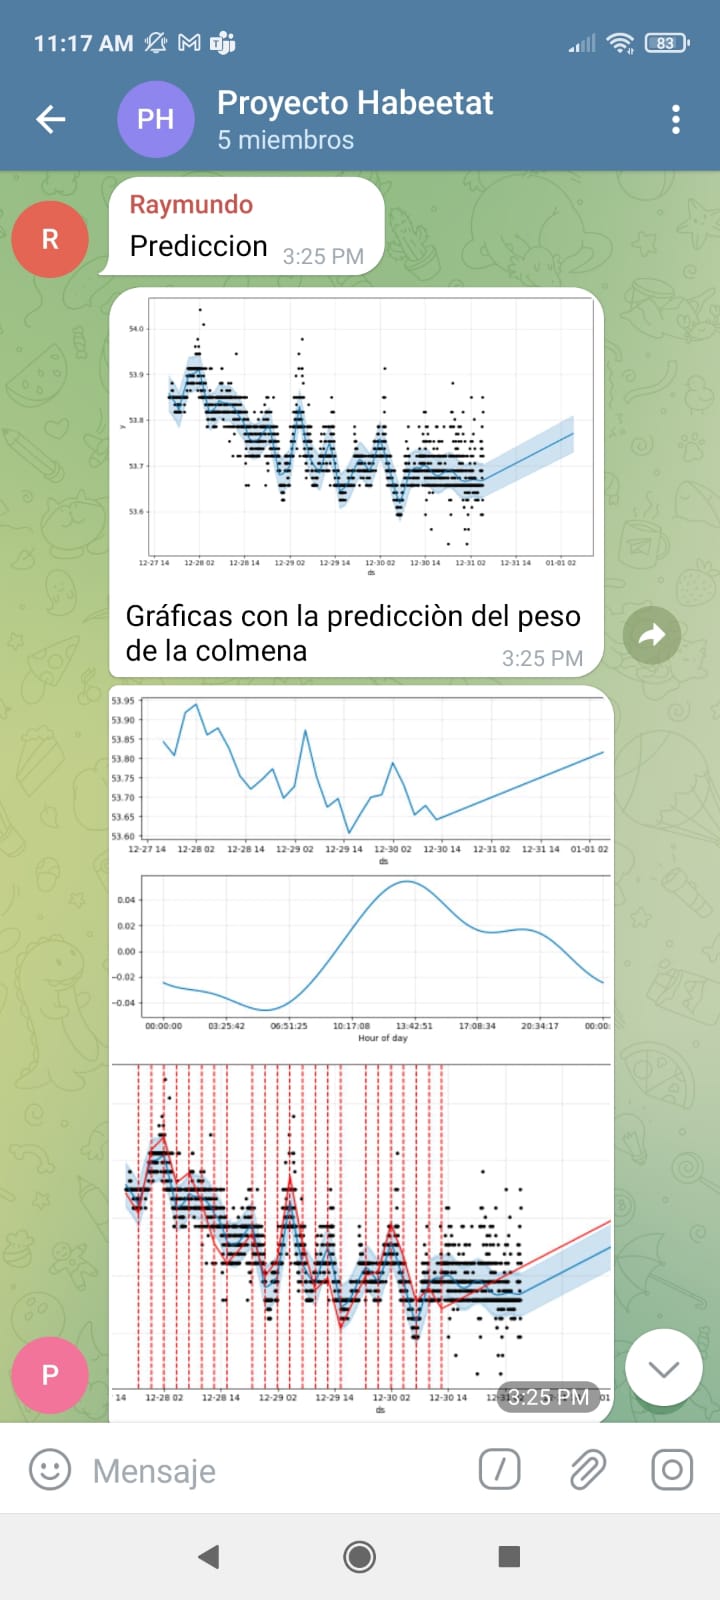 11:17 AM
83
PH
Proyecto Habeetat
5 miembros
R
Raymundo
Prediccion 3:25 PM
54.0
53.9
53.8
y
53.7
53.6
12-27 14 12-28 02 12-28 14 12-29 02 12-29 14 12-30 02 12-30 14 12-31 02 12-31 14 01-01 02
ds
Gráficas con la predicciòn del peso
de la colmena
3:25 PM
53.95
53.90
53.85
53.80
53.75
53.70
53.65
53.60
12-27 14 12-28 02 12-28 14 12-29 02 12-29 14 12-30 02 12-30 14 12-31 02 12-31 14 01-01 02
ds
0.04
0.02
0.00
−0.02
−0.04
00:00:00 03:25:42 06:51:25 10:17:08 13:42:51 17:08:34 20:34:17 00:00:
Hour of day
14 12-28 02 12-28 14 12-29 02 12-29 14 12-30 02 12-30 14 01
3:25 PM
ds
P
Mensaje